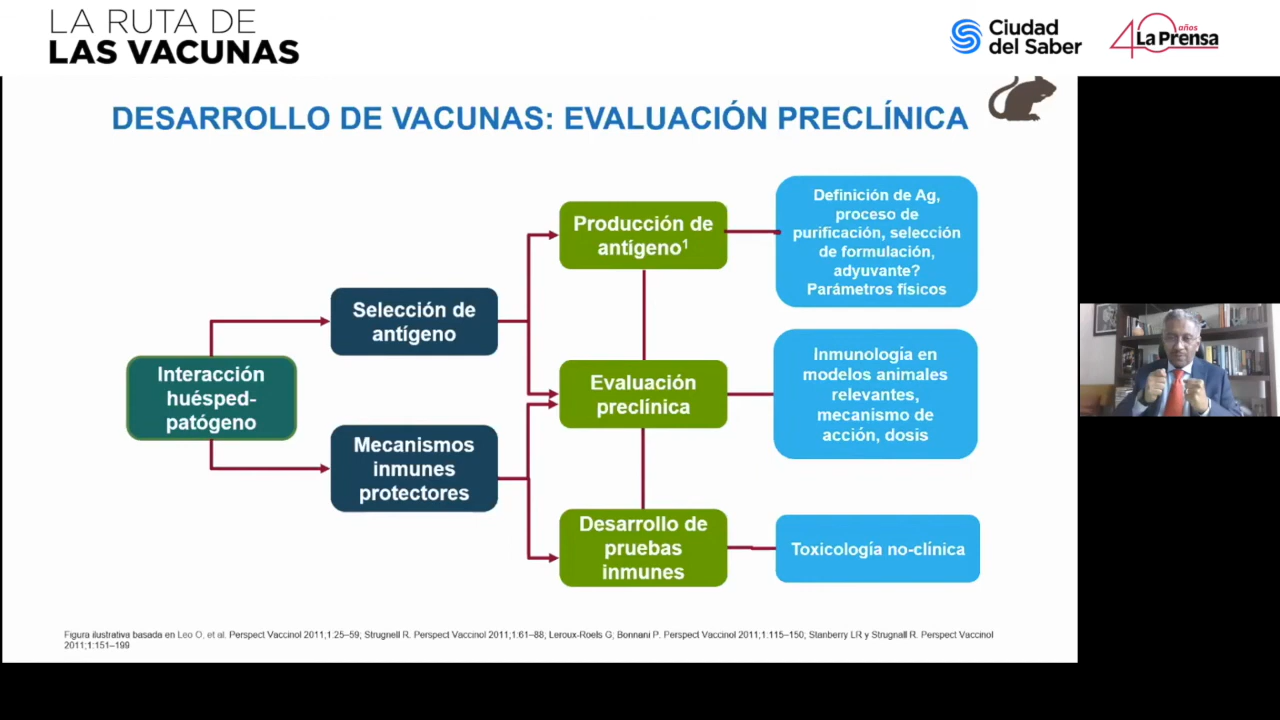 LA RUTA DE
LAS VACUNAS
Ciudad
del Saber
40 años
La Prensa
DESARROLLO DE VACUNAS: EVALUACIÓN PRECLÍNICA
Interacción
huésped-
patógeno
Selección de
antígeno
Mecanismos
inmunes
protectores
Producción de
antígeno¹
Evaluación
preclínica
Desarrollo de
pruebas
inmunes
Definición de Ag,
proceso de
purificación, selección
de formulación,
adyuvante?
Parámetros físicos
Inmunología en
modelos animales
relevantes,
mecanismo de
acción, dosis
Toxicología no-clínica
Figura ilustrativa basada en Leo O, et al. Perspect Vaccinol 2011;1:25–59; Strugnell R. Perspect Vaccinol 2011;1:61–88; Leroux-Roels G; Bonnani P. Perspect Vaccinol 2011;1:115–150; Stanberry LR y Strugnall R. Perspect Vaccinol
2011;1:151–199